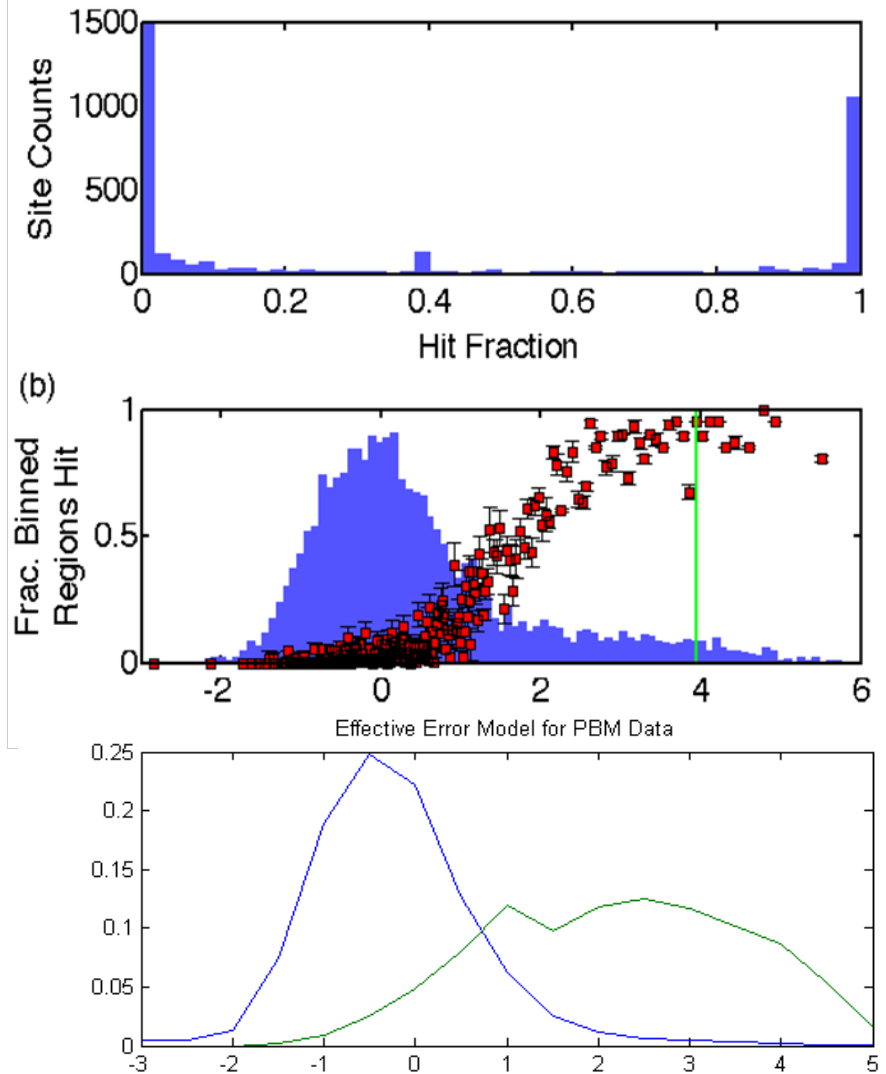 1500
1000
500
0
Site Counts
0 0.2 0.4 0.6 0.8 1
Hit Fraction
(b)
1
0.5
0
Frac. Binned
Regions Hit
-2 0 2 4 6
Effective Error Model for PBM Data
0.25
0.2
0.15
0.1
0.05
0
-3 -2 -1 0 1 2 3 4 5